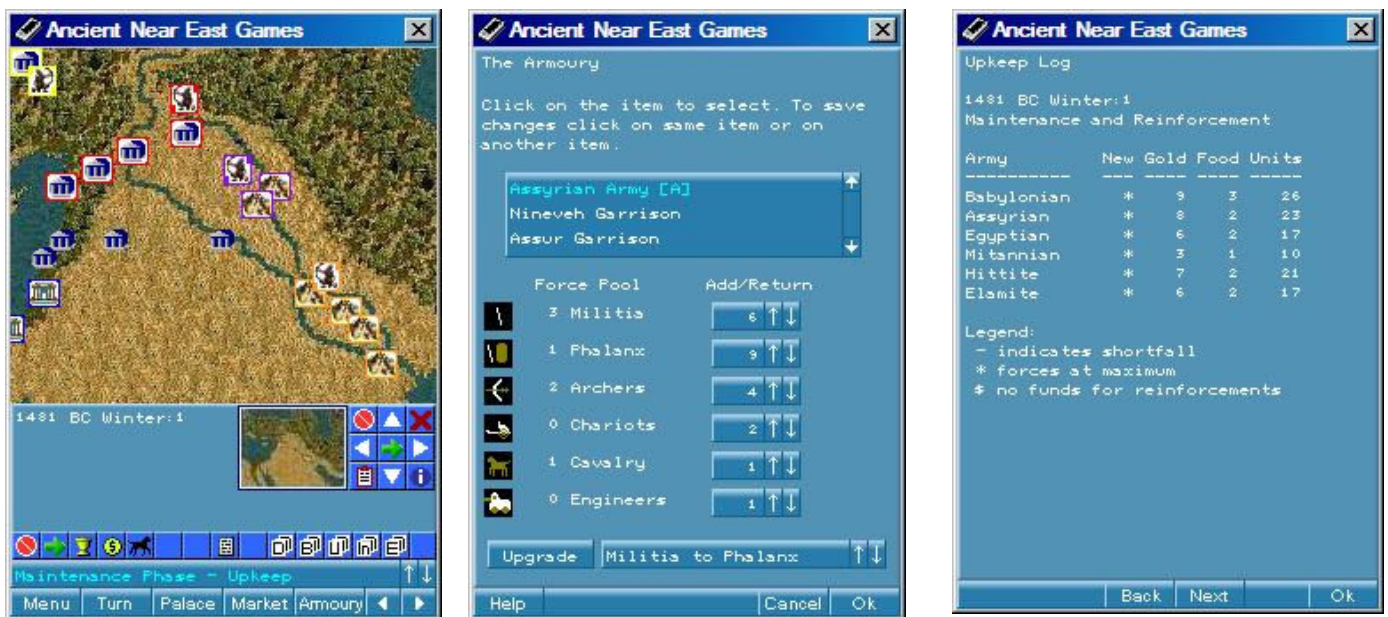 Ancient Near East Games
1481 BC Winter:1
Maintenance Phase - Upkeep
Menu Turn Palace Market Armoury
Ancient Near East Games
The Armoury
Click on the item to select. To save
changes click on same item or on
another item.
Assyrian Army [A]
Nineveh Garrison
Assur Garrison
Force Pool Add/Return
3 Militia 6
1 Phalanx 9
2 Archers 4
0 Chariots 2
1 Cavalry 1
0 Engineers 1
Upgrade Militia to Phalanx
Help Cancel Ok
Ancient Near East Games
Upkeep Log
1481 BC Winter:1
Maintenance and Reinforcement
Army New Gold Food Units
---------- --- ---- ---- -----
Babylonian * 9 3 26
Assyrian * 8 2 23
Egyptian * 6 2 17
Mitannian * 3 1 10
Hittite * 7 2 21
Elamite * 6 2 17
Legend:
- indicates shortfall
* forces at maximum
$ no funds for reinforcements
Back Next Ok